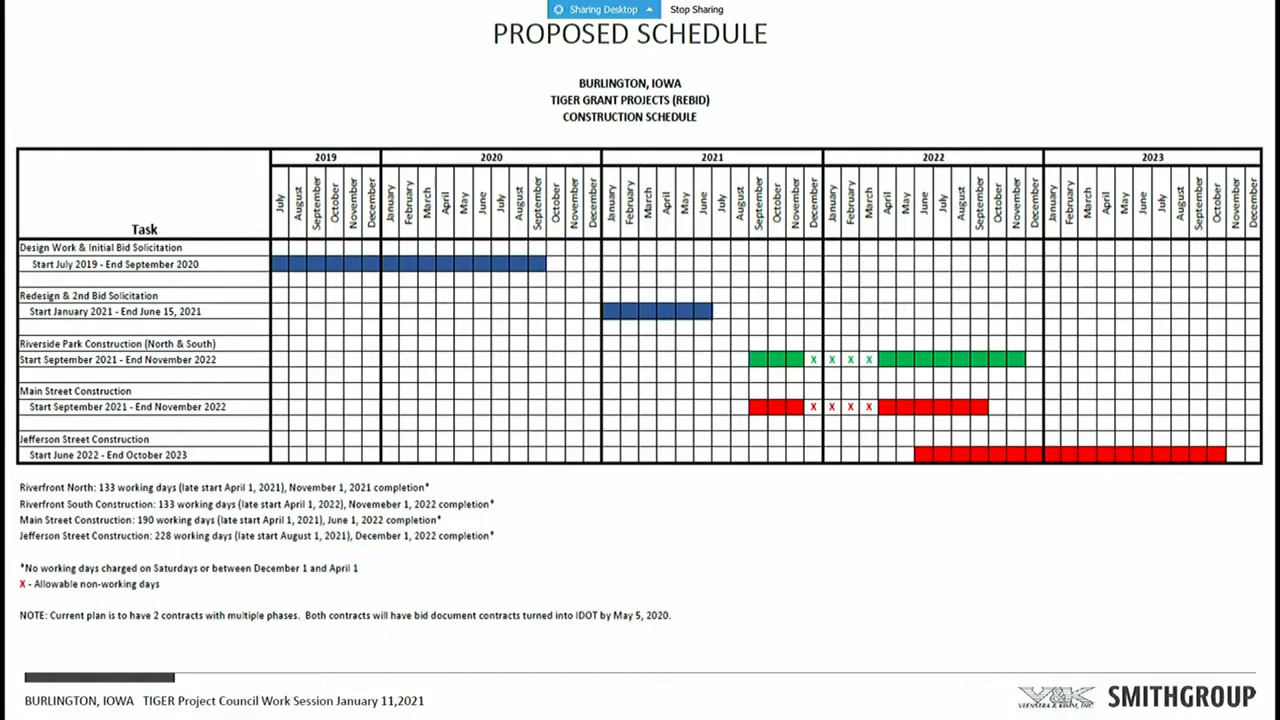 Sharing Desktop Stop Sharing
PROPOSED SCHEDULE
BURLINGTON, IOWA
TIGER GRANT PROJECTS (REBID)
CONSTRUCTION SCHEDULE
2019 2020 2021 2022 2023
Task July August September October November December January February March April May June July August September November December January February March April May June July August September October November December January February March April May June July August September October November December January February March April May June July August September October November December
Design Work & Initial Bid Solicitation
Start July 2019 - End September 2020
Redesign & 2nd Bid Solicitation
Start January 2021 - End June 15, 2021
Riverside Park Construction (North & South)
Start September 2021 - End November 2022 X X X X
Main Street Construction
Start September 2021 - End November 2022 X X X X
Jefferson Street Construction
Start June 2022 - End October 2023
Riverfront North: 133 working days (late start April 1, 2021), November 1, 2021 completion*
Riverfront South Construction: 133 working days (late start April 1, 2022), Novemeber 1, 2022 completion*
Main Street Construction: 190 working days (late start April 1, 2021), June 1, 2022 completion*
Jefferson Street Construction: 228 working days (late start August 1, 2021), December 1, 2022 completion*
*No working days charged on Saturdays or between December 1 and April 1
X - Allowable non-working days
NOTE: Current plan is to have 2 contracts with multiple phases. Both contracts will have bid document contracts turned into IDOT by May 5, 2020.
BURLINGTON, IOWA TIGER Project Council Work Session January 11,2021
V&K
VEENSTRA & KIMM, INC.
SMITHGROUP